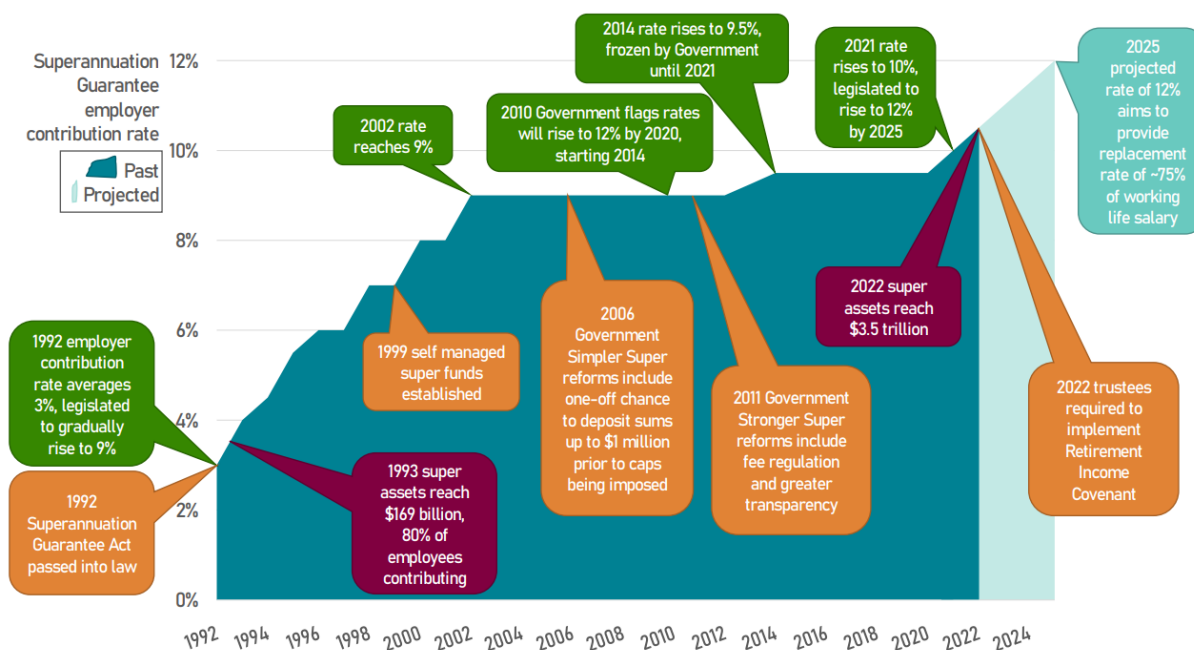 Superannuation
Guarantee
employer
contribution rate
Past
Projected
12%
10%
8%
6%
4%
2%
0%
1992 employer
contribution
rate averages
3%, legislated
to gradually
rise to 9%
1992
Superannuation
Guarantee Act
passed into law
1993 super
assets reach
$169 billion,
80% of
employees
contributing
1999 self managed
super funds
established
2002 rate
reaches 9%
2006
Government
Simpler Super
reforms include
one-off chance
to deposit sums
up to $1 million
prior to caps
being imposed
2010 Government flags rates
will rise to 12% by 2020,
starting 2014
2011 Government
Stronger Super
reforms include
fee regulation
and greater
transparency
2014 rate rises to 9.5%,
frozen by Government
until 2021
2021 rate
rises to 10%,
legislated to
rise to 12%
by 2025
2022 super
assets reach
$3.5 trillion
2022 trustees
required to
implement
Retirement
Income
Covenant
2025
projected
rate of 12%
aims to
provide
replacement
rate of ~75%
of working
life salary
1992
1994
1996
1998
2000
2002
2004
2006
2008
2010
2012
2014
2016
2018
2020
2022
2024